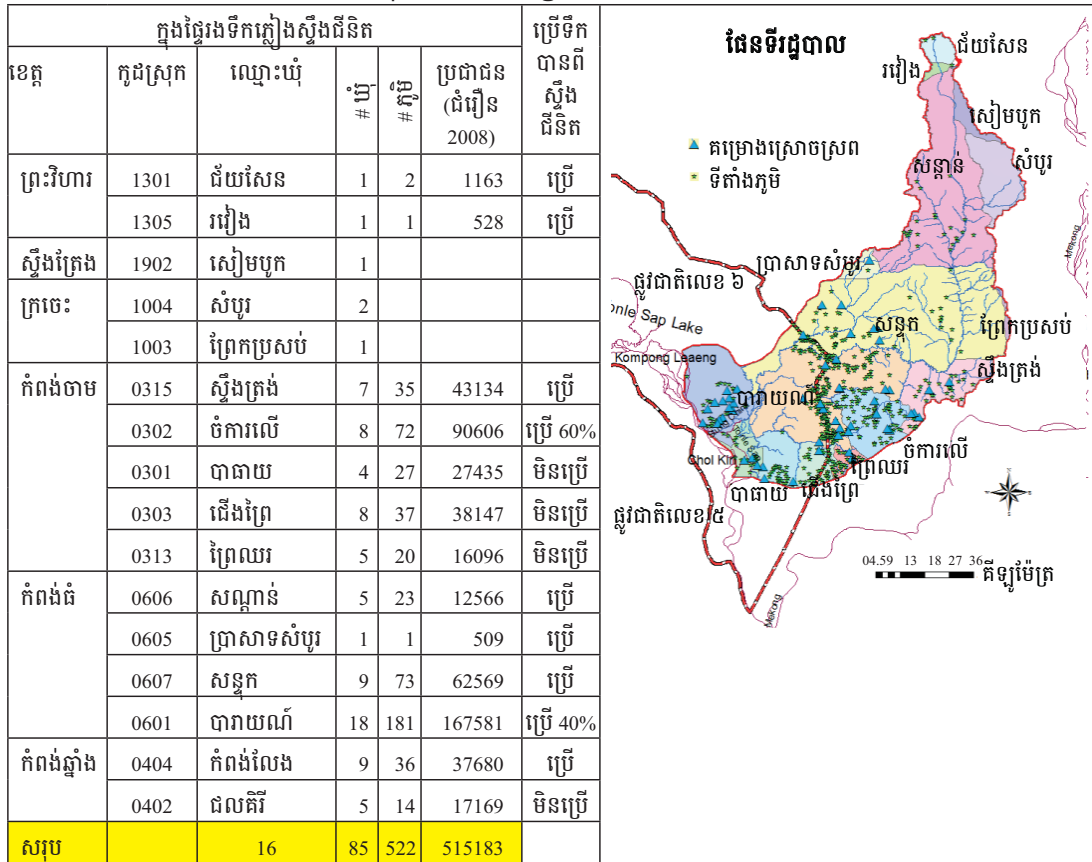 ក្នុងផ្ទៃរងទឹកភ្លៀងស្ទឹងជីនិត ប្រើទឹកបានពីស្ទឹងជីនិត
ខេត្ត កូដស្រុក ឈ្មោះឃុំ # ឃុំ # ភូមិ ប្រជាជន (ជំរឿន 2008)
ព្រះវិហារ 1301 ជ័យសែន 1 2 1163 ប្រើ
1305 រវៀង 1 1 528 ប្រើ
ស្ទឹងត្រែង 1902 សៀមបូក 1
ក្រចេះ 1004 សំបូរ 2
1003 ព្រែកប្រសប់ 1
កំពង់ចាម 0315 ស្ទឹងត្រង់ 7 35 43134 ប្រើ
0302 ចំការលើ 8 72 90606 ប្រើ 60%
0301 បាធាយ 4 27 27435 មិនប្រើ
0303 ជើងព្រៃ 8 37 38147 មិនប្រើ
0313 ព្រៃឈរ 5 20 16096 មិនប្រើ
កំពង់ធំ 0606 សណ្តាន់ 5 23 12566 ប្រើ
0605 ប្រាសាទសំបូរ 1 1 509 ប្រើ
0607 សន្ទុក 9 73 62569 ប្រើ
0601 បារាយណ៍ 18 181 167581 ប្រើ 40%
កំពង់ឆ្នាំង 0404 កំពង់លែង 9 36 37680 ប្រើ
0402 ជលគិរី 5 14 17169 មិនប្រើ
សរុប 16 85 522 515183
ផែនទីរដ្ឋបាល
ជ័យសែន
រវៀង
សៀមបូក
គម្រោងស្រោចស្រព
ទីតាំងភូមិ
សន្តាន់
សំបូរ
Mekong
ប្រាសាទសំបូរ
ផ្លូវជាតិលេខ ៦
onle Sap Lake
សន្ទុក
ព្រែកប្រសប់
Kompong Leaeng
ស្ទឹងត្រង់
បារាយណ៍
ចំការលើ
Chol Kiri
ព្រៃឈរ
បាធាយ
ជើងព្រៃ
ផ្លូវជាតិលេខ ៥
04.59 13 18 27 36
គីឡូម៉ែត្រ
Mekong